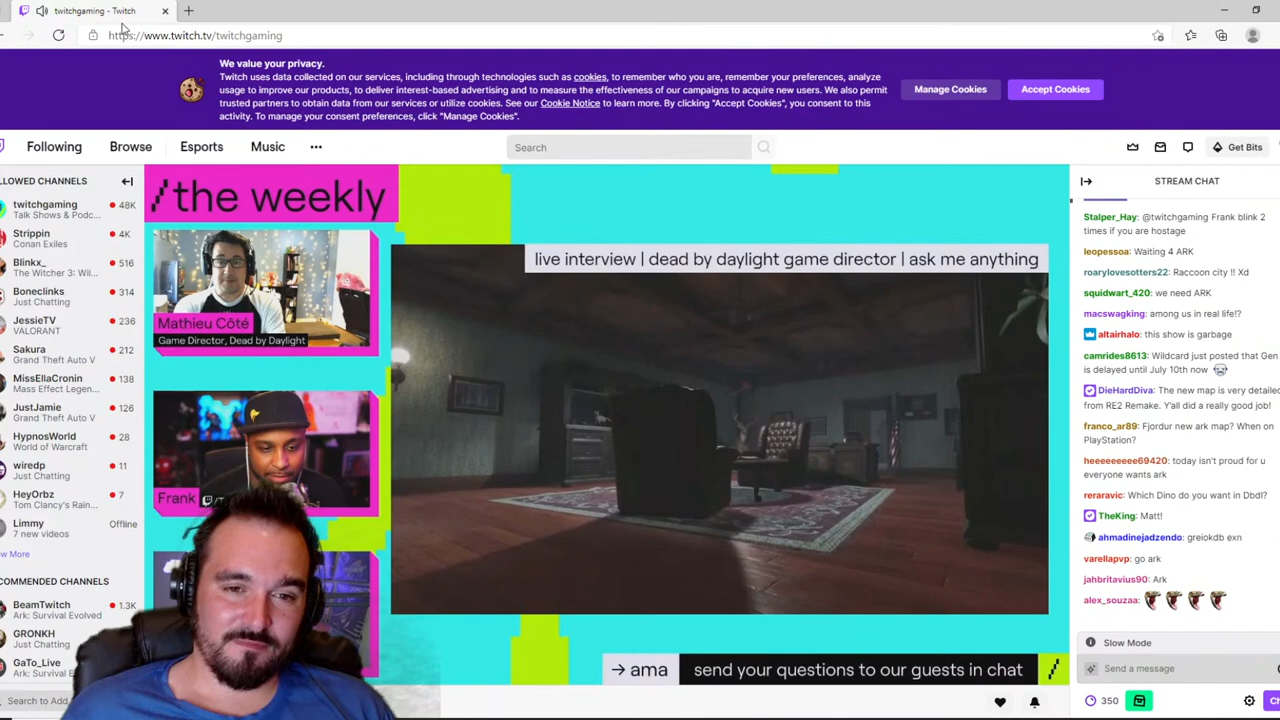 twitchgaming - Twitch
https://www.twitch.tv/twitchgaming
We value your privacy.
Twitch uses data collected on our services, including through technologies such as cookies, to remember who you are, remember your preferences, analyze
usage to improve our products, to deliver interest-based advertising and to measure the effectiveness of our campaigns to acquire new users. We also permit
trusted partners to obtain data from our services or utilize cookies. See our Cookie Notice to learn more. By clicking "Accept Cookies", you consent to this
activity. To manage your consent preferences, click "Manage Cookies".
Manage Cookies
Accept Cookies
Following
Browse
Esports
Music
Search
Get Bits
LLOWED CHANNELS
twitchgaming 48K
Talk Shows & Podc...
Strippin 4K
Conan Exiles
Blinkx_ 516
The Witcher 3: Wil...
Boneclinks 314
Just Chatting
JessieTV 236
VALORANT
Sakura 212
Grand Theft Auto V
MissEllaCronin 138
Mass Effect Legen...
JustJamie 126
Grand Theft Auto V
HypnosWorld 28
World of Warcraft
wiredp 11
Just Chatting
HeyOrbz 7
Tom Clancy's Rain...
Limmy Offline
7 new videos
ow More
COMMENDED CHANNELS
BeamTwitch 1.3K
Ark: Survival Evolved
GRONKH
Just Chatting
GaTo_Live
Ark: Survival
Search to Add
/the weekly
Mathieu Côté
Game Director, Dead by Daylight
Frank
live interview | dead by daylight game director | ask me anything
→ ama
send your questions to our guests in chat
STREAM CHAT
Stalper_Hay: @twitchgaming Frank blink 2
times if you are hostage
leopessoa: Waiting 4 ARK
roarylovesotters22: Raccoon city !! Xd
squidwart_420: we need ARK
macswagking: among us in real life!?
altairhalo: this show is garbage
camrides8613: Wildcard just posted that Gen
is delayed until July 10th now
DieHardDiva: The new map is very detailed
from RE2 Remake. Y'all did a really good job!
franco_ar89: Fjordur new ark map? When on
PlayStation?
heeeeeeeee69420: today isn't proud for u
everyone wants ark
reraravic: Which Dino do you want in Dbd!?
TheKing: Matt!
ahmadinejadzendo: greiokdb exn
varellapvp: go ark
jahbritavius90: Ark
alex_souzaa:
Slow Mode
Send a message
350
Ch